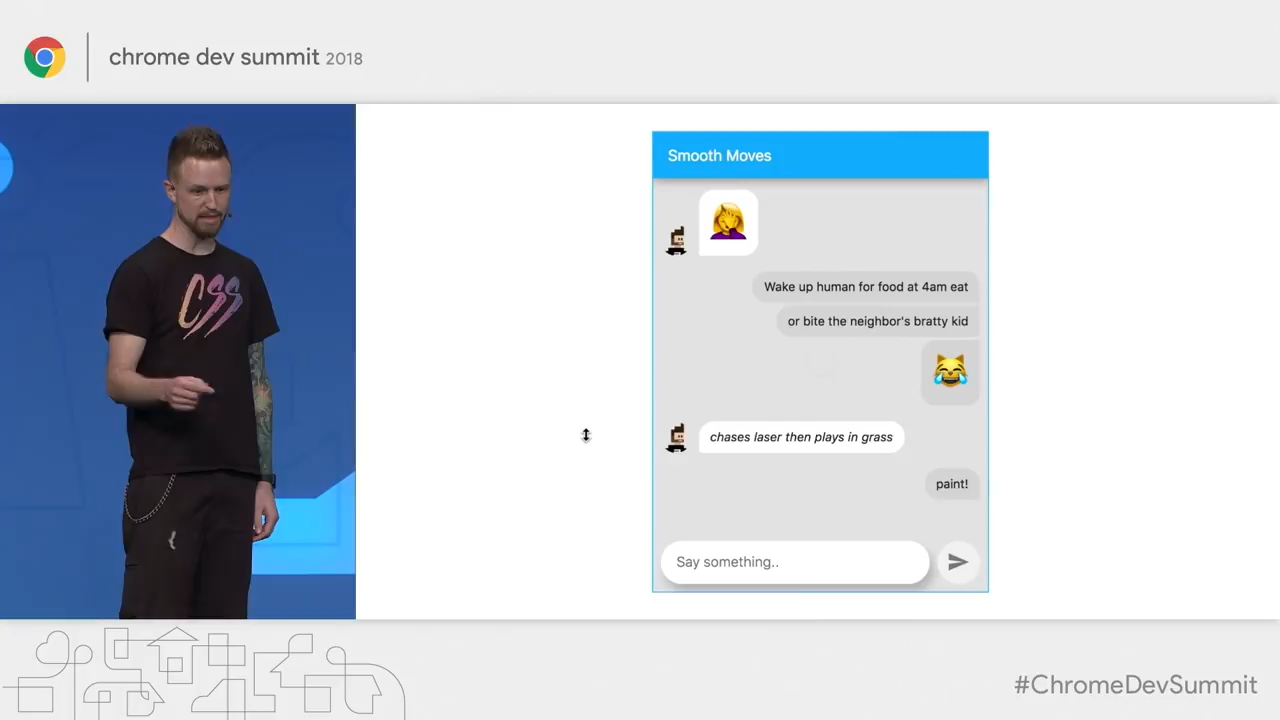 chrome dev summit 2018
CSS
Smooth Moves
Wake up human for food at 4am eat
or bite the neighbor's bratty kid
chases laser then plays in grass
paint!
Say something..
#ChromeDevSummit